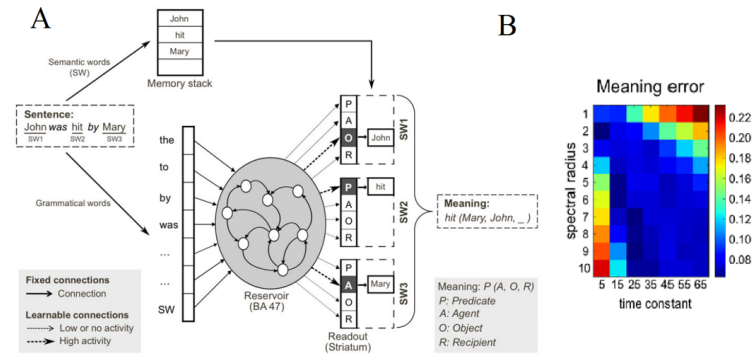 A
John
hit
Mary
Memory stack
Semantic words
(SW)
Sentence:
John was hit by Mary
SW1 SW2 SW3
Grammatical words
the
to
by
was
...
...
SW
Reservoir
(BA 47)
P
A
O
R
John
SW1
P
A
O
R
hit
SW2
P
A
O
R
Mary
SW3
Readout
(Striatum)
Meaning:
hit (Mary, John, _ )
Fixed connections
Connection
Learnable connections
Low or no activity
High activity
Meaning: P (A, O, R)
P: Predicate
A: Agent
O: Object
R: Recipient
B
Meaning error
spectral radius
1
2
3
4
5
6
7
8
9
10
5 15 25 35 45 55 65
time constant
0.22
0.20
0.18
0.16
0.14
0.12
0.10
0.08